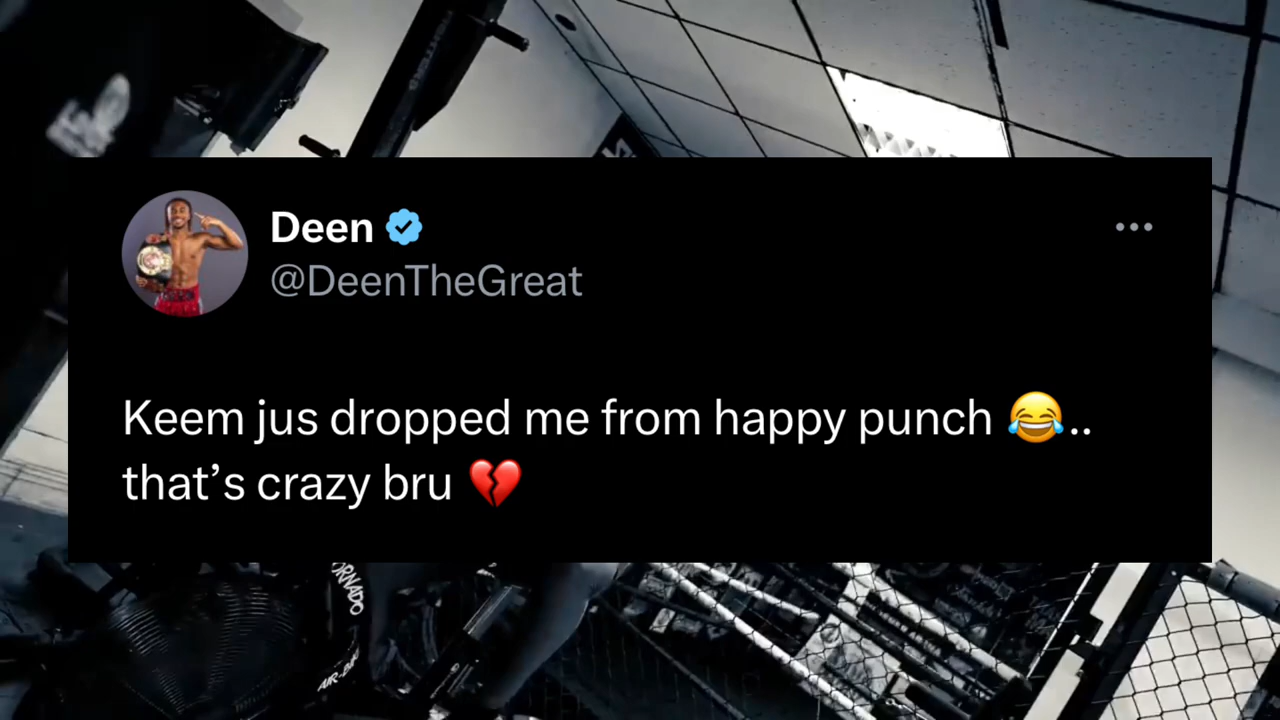 Deen
@DeenTheGreat
Keem jus dropped me from happy punch 😂..
that’s crazy bru 💔